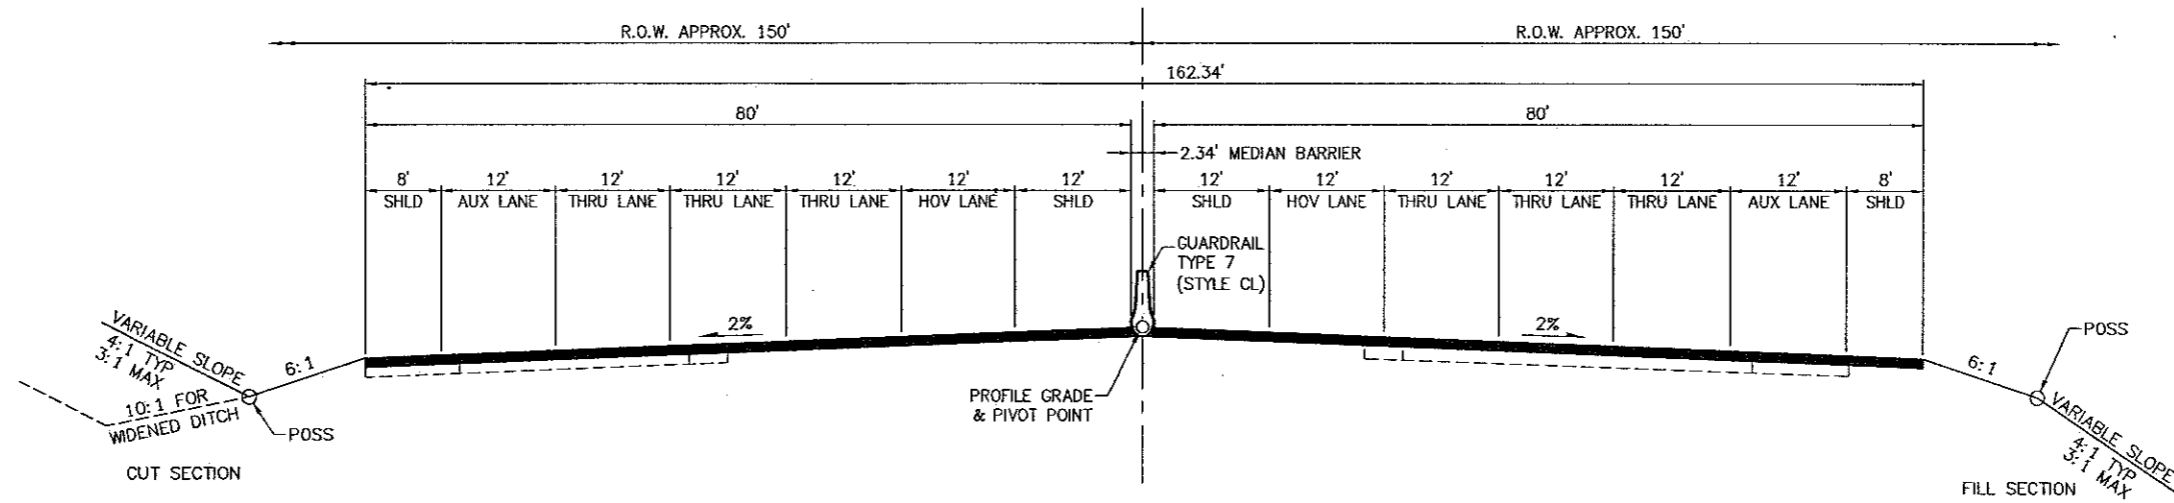 R.O.W. APPROX. 150'
R.O.W. APPROX. 150'
162.34'
80'
80'
2.34' MEDIAN BARRIER
8'
12'
12'
12'
12'
12'
12'
12'
12'
12'
12'
12'
12'
8'
SHLD
AUX LANE
THRU LANE
THRU LANE
THRU LANE
HOV LANE
SHLD
SHLD
HOV LANE
THRU LANE
THRU LANE
THRU LANE
AUX LANE
SHLD
GUARDRAIL
TYPE 7
(STYLE CL)
2%
2%
VARIABLE SLOPE
4:1 TYP
3:1 MAX
6:1
10:1 FOR
WIDENED DITCH
POSS
CUT SECTION
PROFILE GRADE
& PIVOT POINT
6:1
POSS
VARIABLE SLOPE
4:1 TYP
3:1 MAX
FILL SECTION